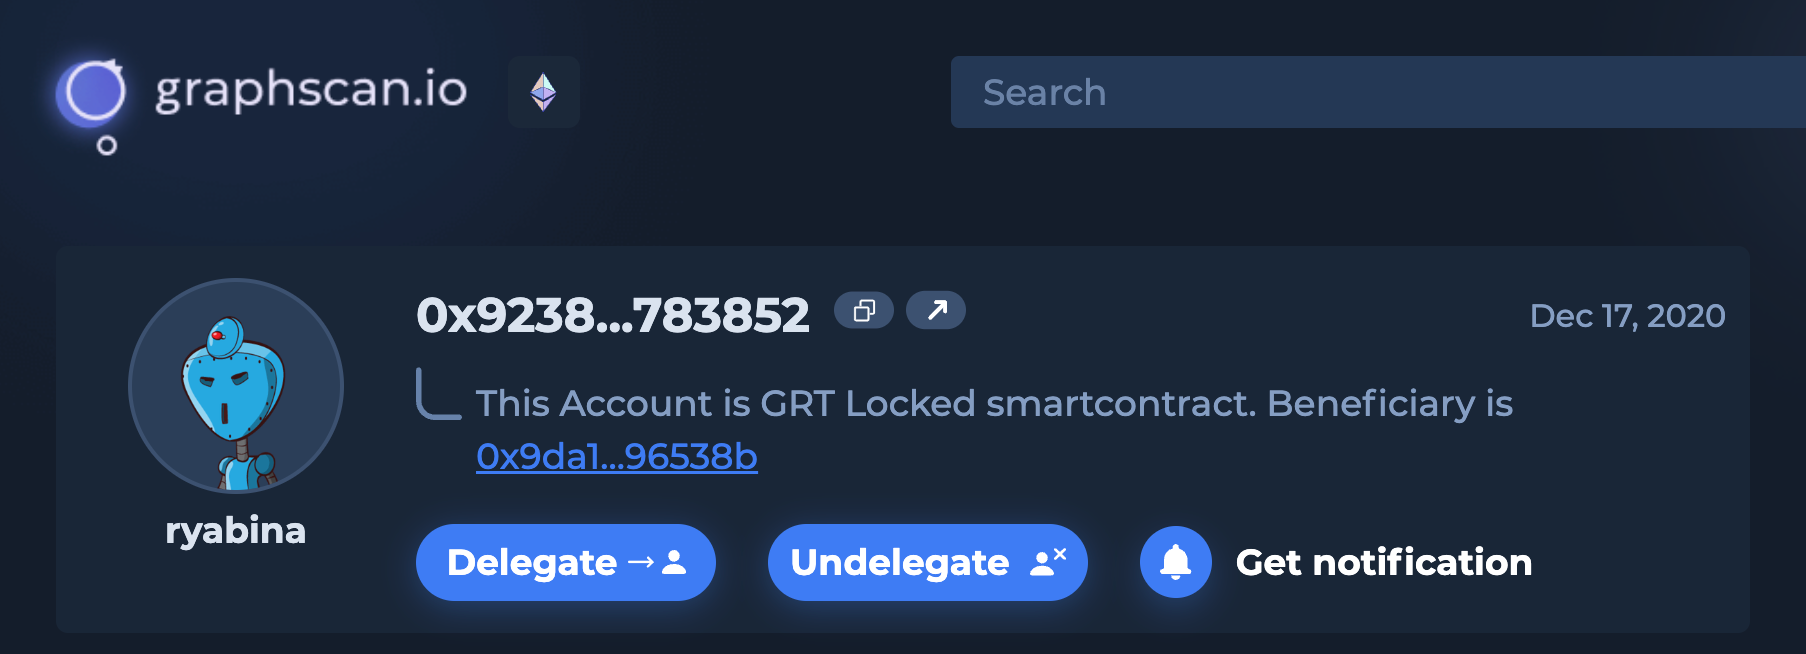 graphscan.io
Search
0x9238...783852
Dec 17, 2020
This Account is GRT Locked smartcontract. Beneficiary is
0x9da1...96538b
ryabina
Delegate
Undelegate
Get notification